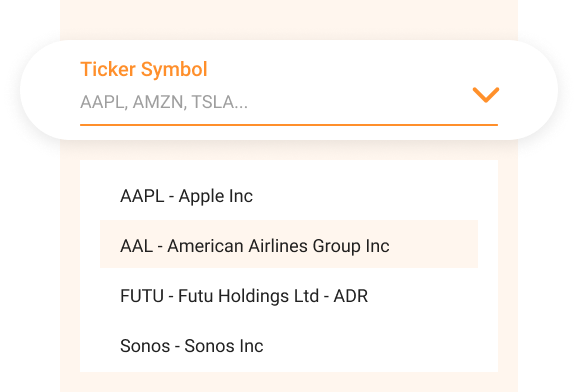 Ticker Symbol
AAPL, AMZN, TSLA...
AAPL - Apple Inc
AAL - American Airlines Group Inc
FUTU - Futu Holdings Ltd - ADR
Sonos - Sonos Inc